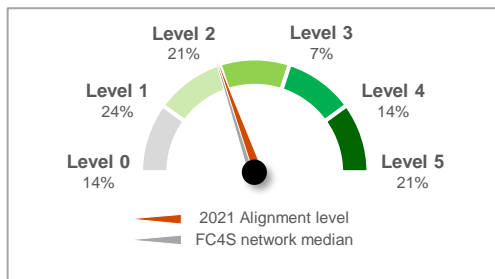 Level 2
21%
Level 3
7%
Level 1
24%
Level 4
14%
Level 0
14%
Level 5
21%
2021 Alignment level
FC4S network median